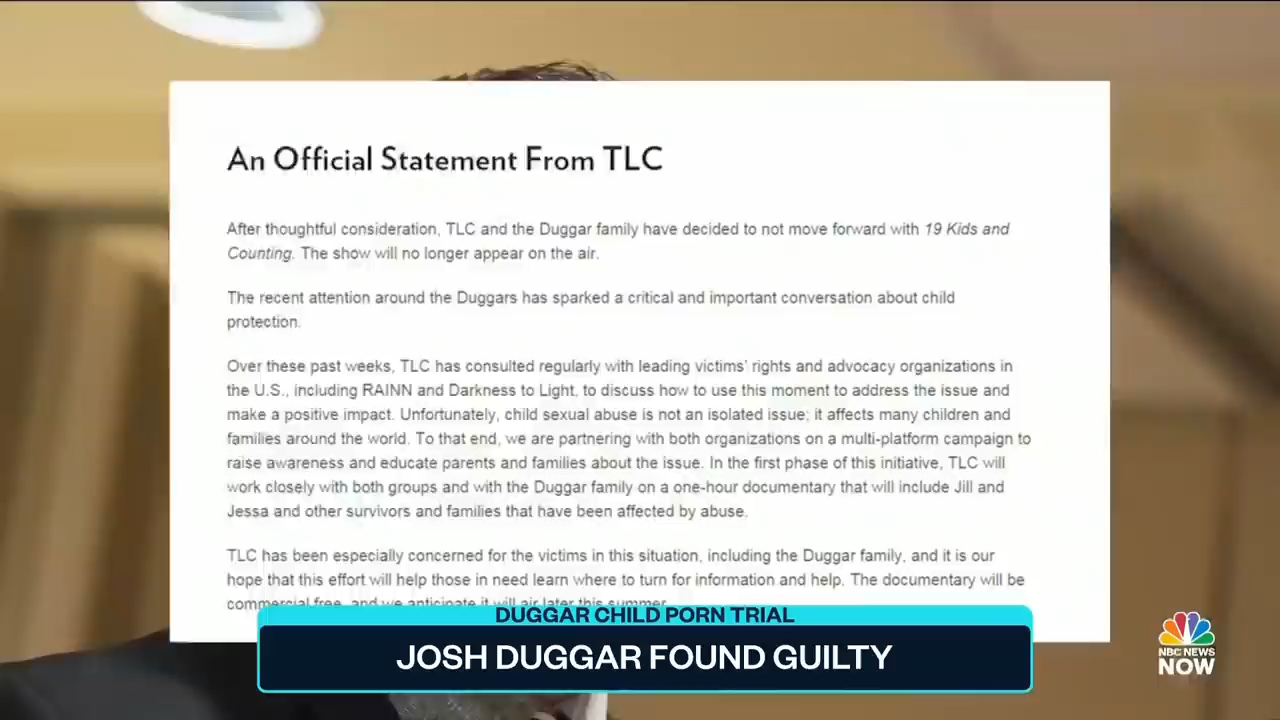 An Official Statement From TLC
After thoughtful consideration, TLC and the Duggar family have decided to not move forward with 19 Kids and
Counting. The show will no longer appear on the air.
The recent attention around the Duggars has sparked a critical and important conversation about child
protection.
Over these past weeks, TLC has consulted regularly with leading victims' rights and advocacy organizations in
the U.S., including RAINN and Darkness to Light, to discuss how to use this moment to address the issue and
make a positive impact. Unfortunately, child sexual abuse is not an isolated issue; it affects many children and
families around the world. To that end, we are partnering with both organizations on a multi-platform campaign to
raise awareness and educate parents and families about the issue. In the first phase of this initiative, TLC will
work closely with both groups and with the Duggar family on a one-hour documentary that will include Jill and
Jessa and other survivors and families that have been affected by abuse.
TLC has been especially concerned for the victims in this situation, including the Duggar family, and it is our
hope that this effort will help those in need learn where to turn for information and help. The documentary will be
commercial free, and we anticipate it will air later this summer.
DUGGAR CHILD PORN TRIAL
JOSH DUGGAR FOUND GUILTY
NBC NEWS
NOW